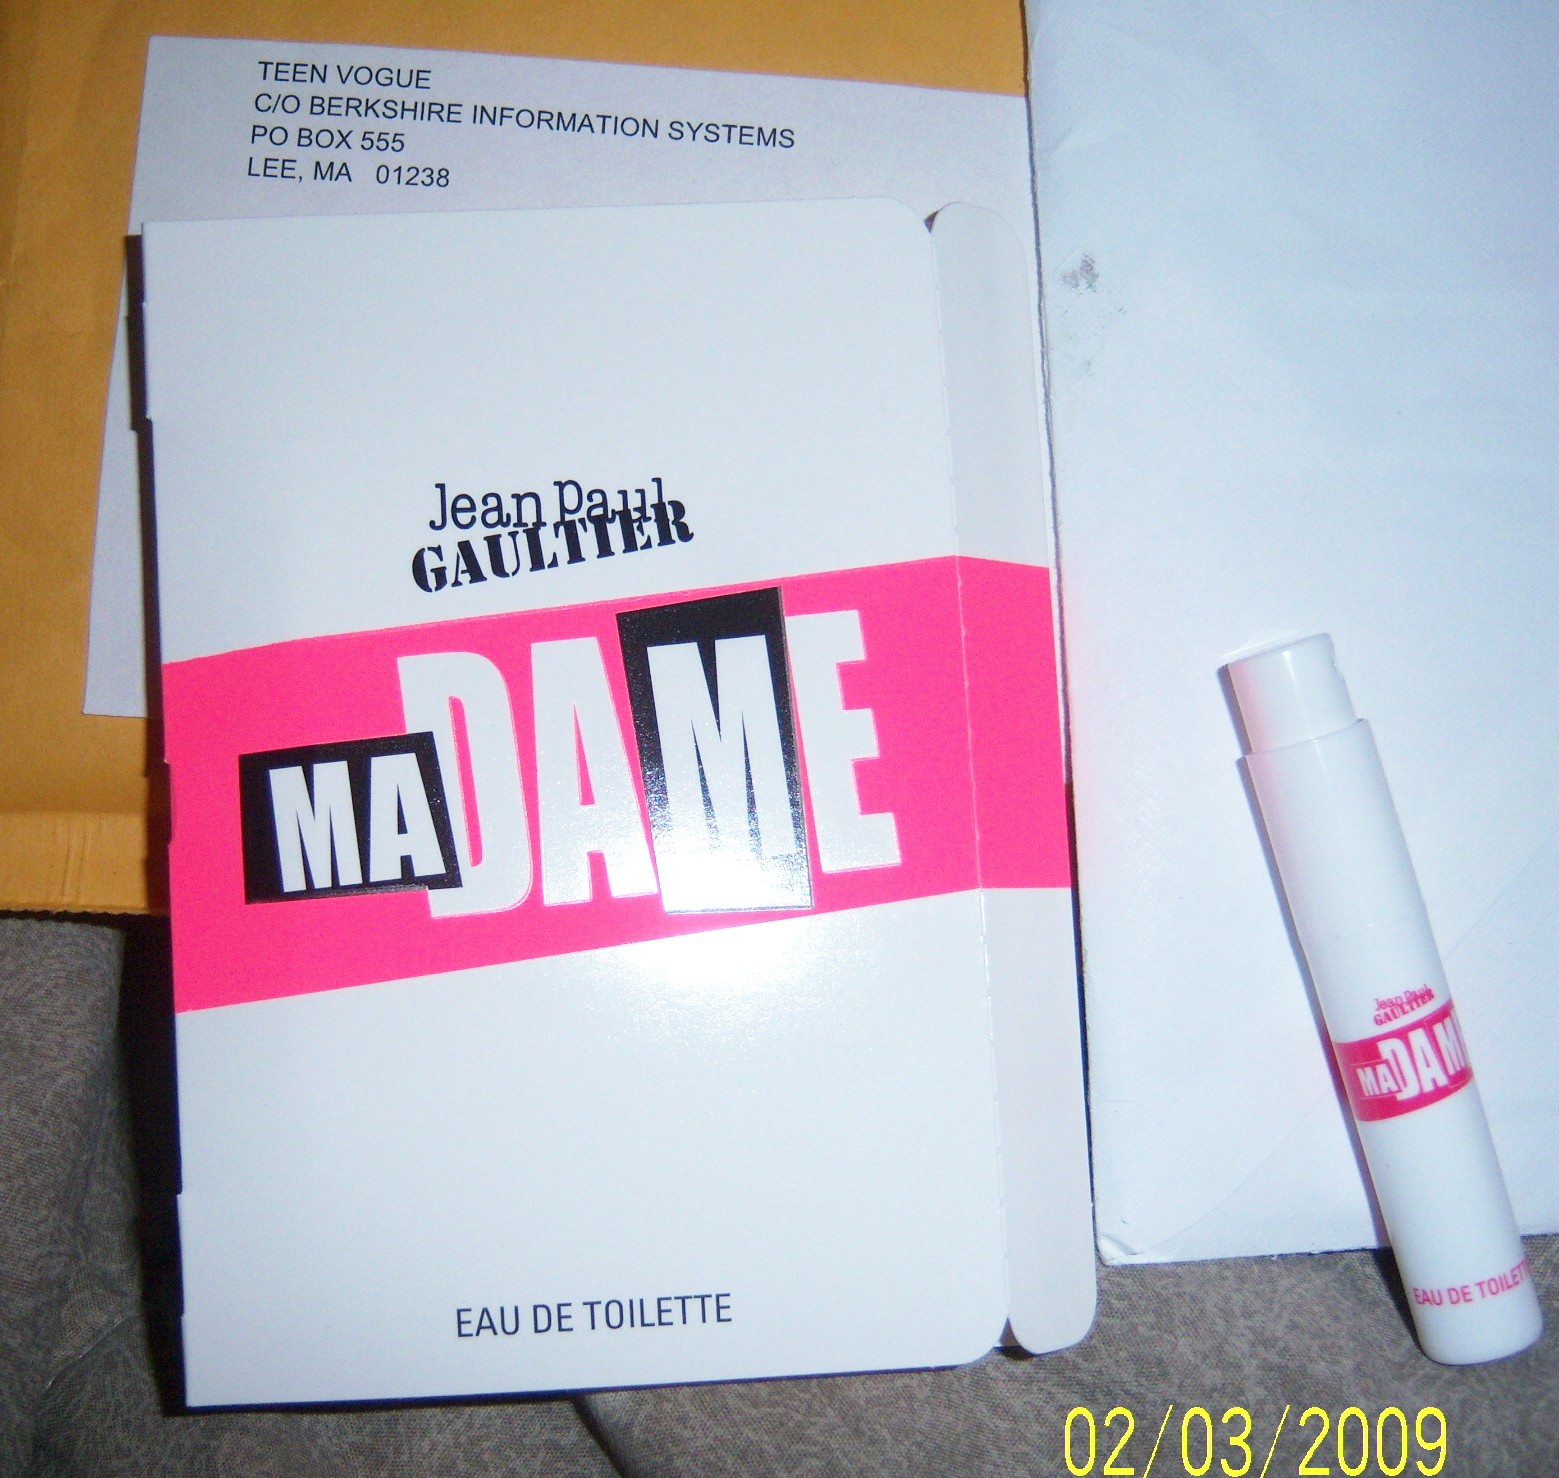 TEEN VOGUE
C/O BERKSHIRE INFORMATION SYSTEMS
PO BOX 555
LEE, MA 01238
Jean Paul
GAULTIER
MADAME
EAU DE TOILETTE
Jean Paul
GAULTIER
MADAM
EAU DE TOILETT
02/03/2009